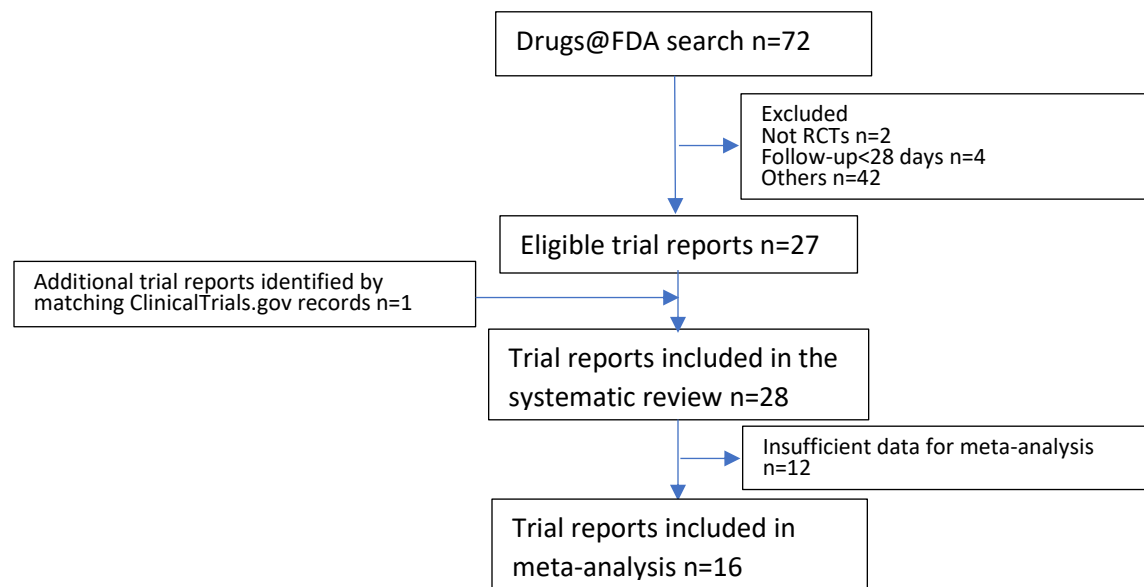 Drugs@FDA search n=72
Excluded
Not RCTs n=2
Follow-up<28 days n=4
Others n=42
Eligible trial reports n=27
Additional trial reports identified by
matching ClinicalTrials.gov records n=1
Trial reports included in the
systematic review n=28
Insufficient data for meta-analysis
n=12
Trial reports included in
meta-analysis n=16